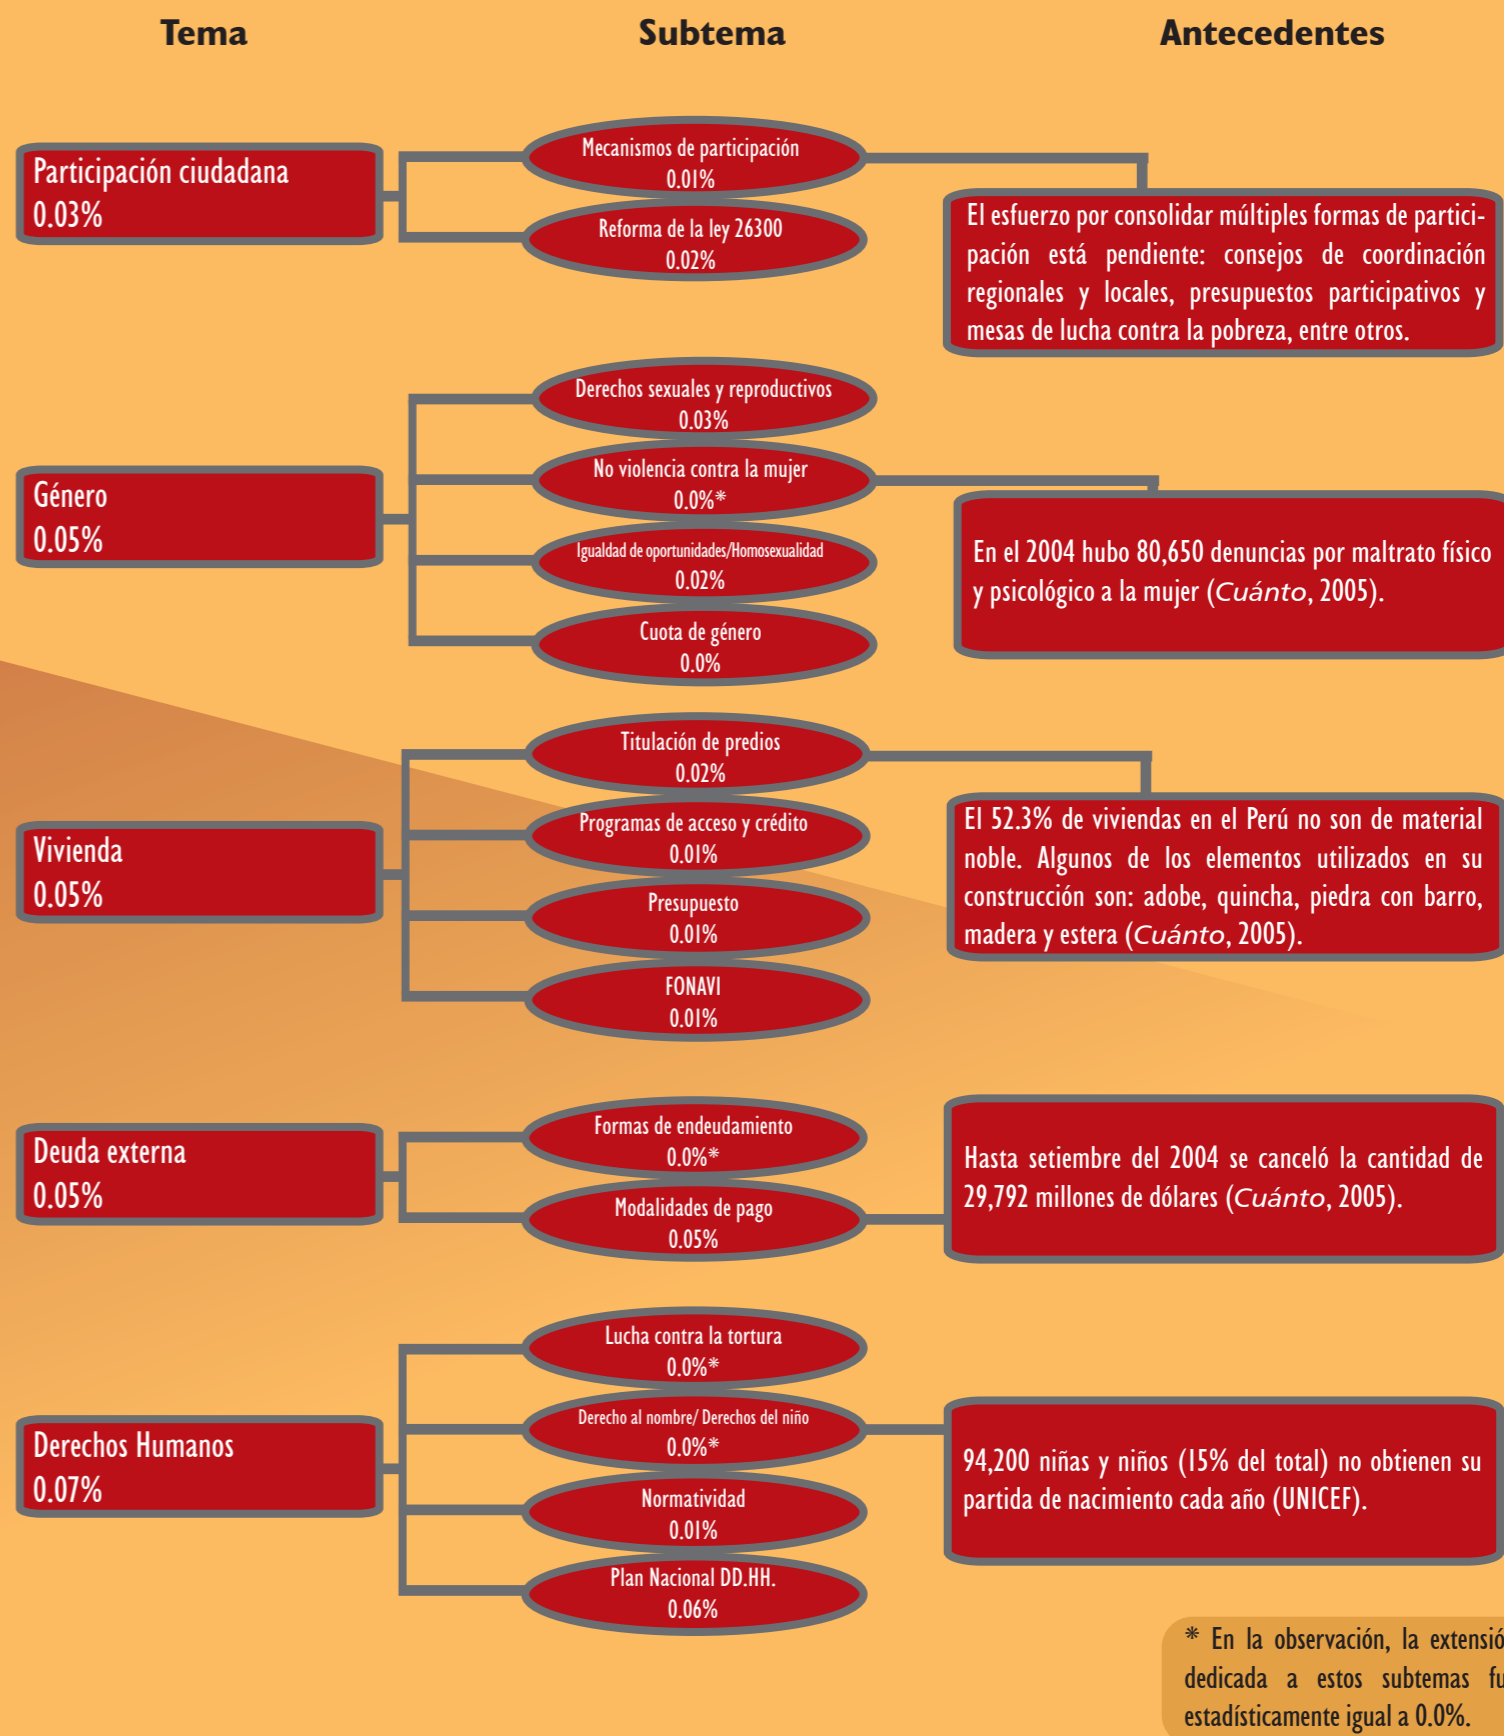 Tema
Subtema
Antecedentes
Participación ciudadana
0.03%
Mecanismos de participación
0.01%
Reforma de la ley 26300
0.02%
El esfuerzo por consolidar múltiples formas de partici-
pación está pendiente: consejos de coordinación
regionales y locales, presupuestos participativos y
mesas de lucha contra la pobreza, entre otros.
Género
0.05%
Derechos sexuales y reproductivos
0.03%
No violencia contra la mujer
0.0%*
Igualdad de oportunidades/Homosexualidad
0.02%
Cuota de género
0.0%
En el 2004 hubo 80,650 denuncias por maltrato físico
y psicológico a la mujer (Cuánto, 2005).
Vivienda
0.05%
Titulación de predios
0.02%
Programas de acceso y crédito
0.01%
Presupuesto
0.01%
FONAVI
0.01%
El 52.3% de viviendas en el Perú no son de material
noble. Algunos de los elementos utilizados en su
construcción son: adobe, quincha, piedra con barro,
madera y estera (Cuánto, 2005).
Deuda externa
0.05%
Formas de endeudamiento
0.0%*
Modalidades de pago
0.05%
Hasta setiembre del 2004 se canceló la cantidad de
29,792 millones de dólares (Cuánto, 2005).
Derechos Humanos
0.07%
Lucha contra la tortura
0.0%*
Derecho al nombre/ Derechos del niño
0.0%*
Normatividad
0.01%
Plan Nacional DD.HH.
0.06%
94,200 niñas y niños (15% del total) no obtienen su
partida de nacimiento cada año (UNICEF).
* En la observación, la extensió
dedicada a estos subtemas fu
estadísticamente igual a 0.0%.